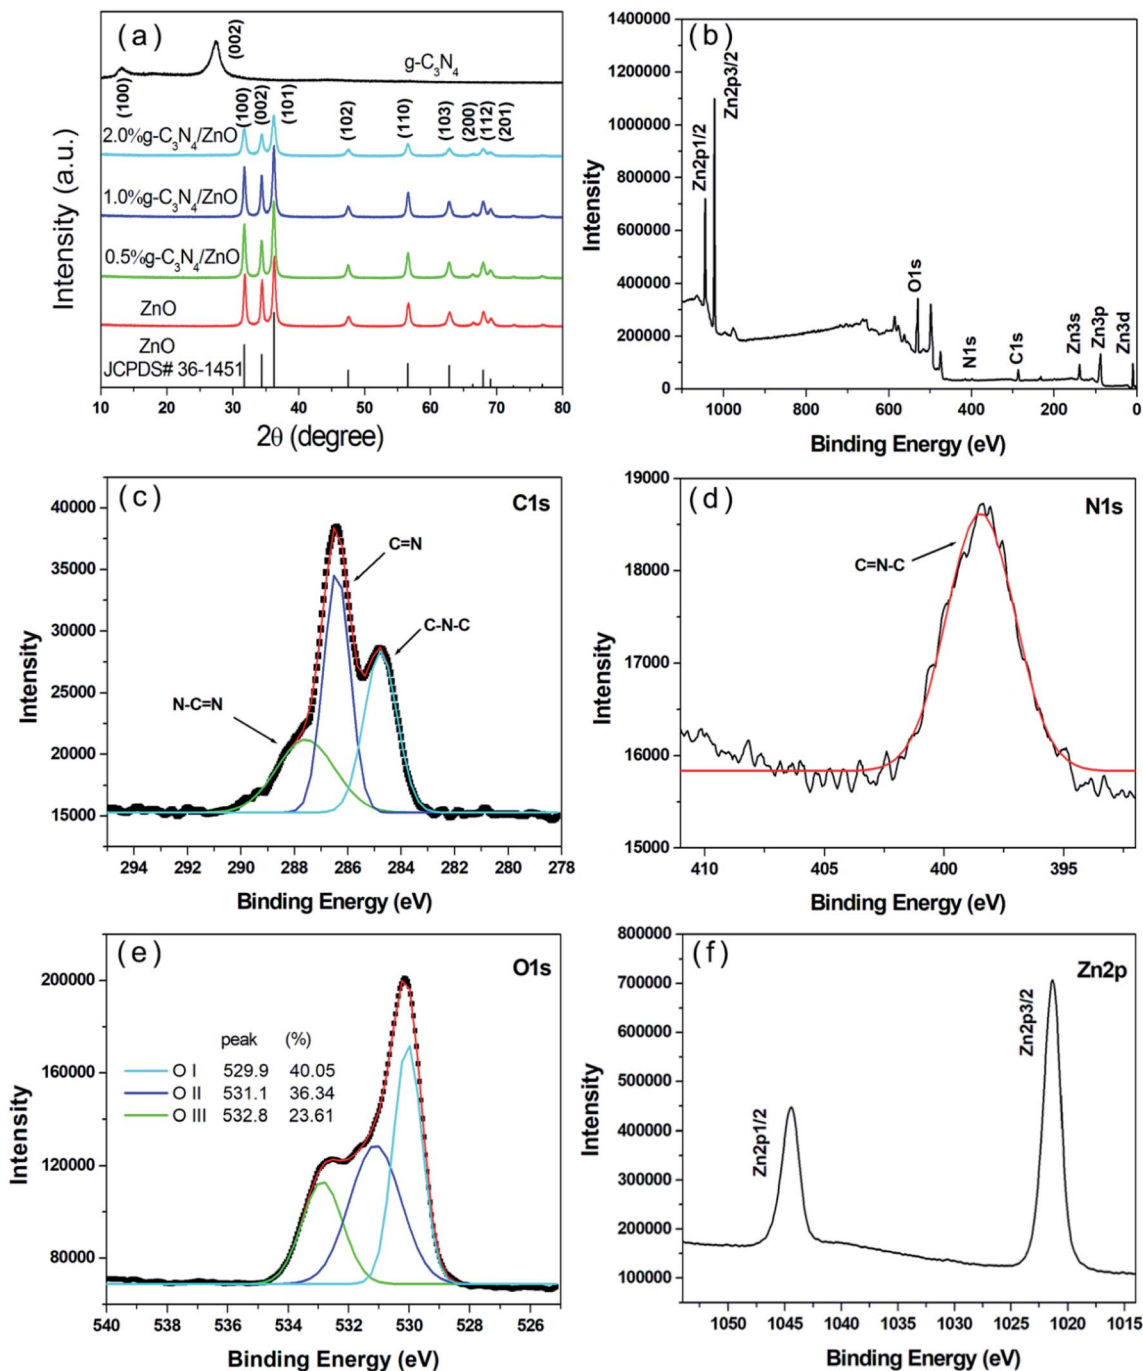 (a)
(002)
g-C₃N₄
(100)
(100)
(002)
(101)
(102)
(110)
(103)
(200)
(112)
(201)
2.0%g-C₃N₄/ZnO
1.0%g-C₃N₄/ZnO
0.5%g-C₃N₄/ZnO
ZnO
ZnO
JCPDS# 36-1451
Intensity (a.u.)
10 20 30 40 50 60 70 80
2θ (degree)
(b)
Zn2p1/2
Zn2p3/2
O1s
N1s
C1s
Zn3s
Zn3p
Zn3d
1400000
1200000
1000000
800000
600000
400000
200000
0
Intensity
1000 800 600 400 200 0
Binding Energy (eV)
(c)
C1s
C=N
C-N-C
N-C=N
40000
35000
30000
25000
20000
15000
Intensity
294 292 290 288 286 284 282 280 278
Binding Energy (eV)
(d)
N1s
C=N-C
19000
18000
17000
16000
15000
Intensity
410 405 400 395
Binding Energy (eV)
(e)
O1s
peak (%)
O I 529.9 40.05
O II 531.1 36.34
O III 532.8 23.61
200000
160000
120000
80000
Intensity
540 538 536 534 532 530 528 526
Binding Energy (eV)
(f)
Zn2p
Zn2p1/2
Zn2p3/2
800000
700000
600000
500000
400000
300000
200000
100000
Intensity
1050 1045 1040 1035 1030 1025 1020 1015
Binding Energy (eV)